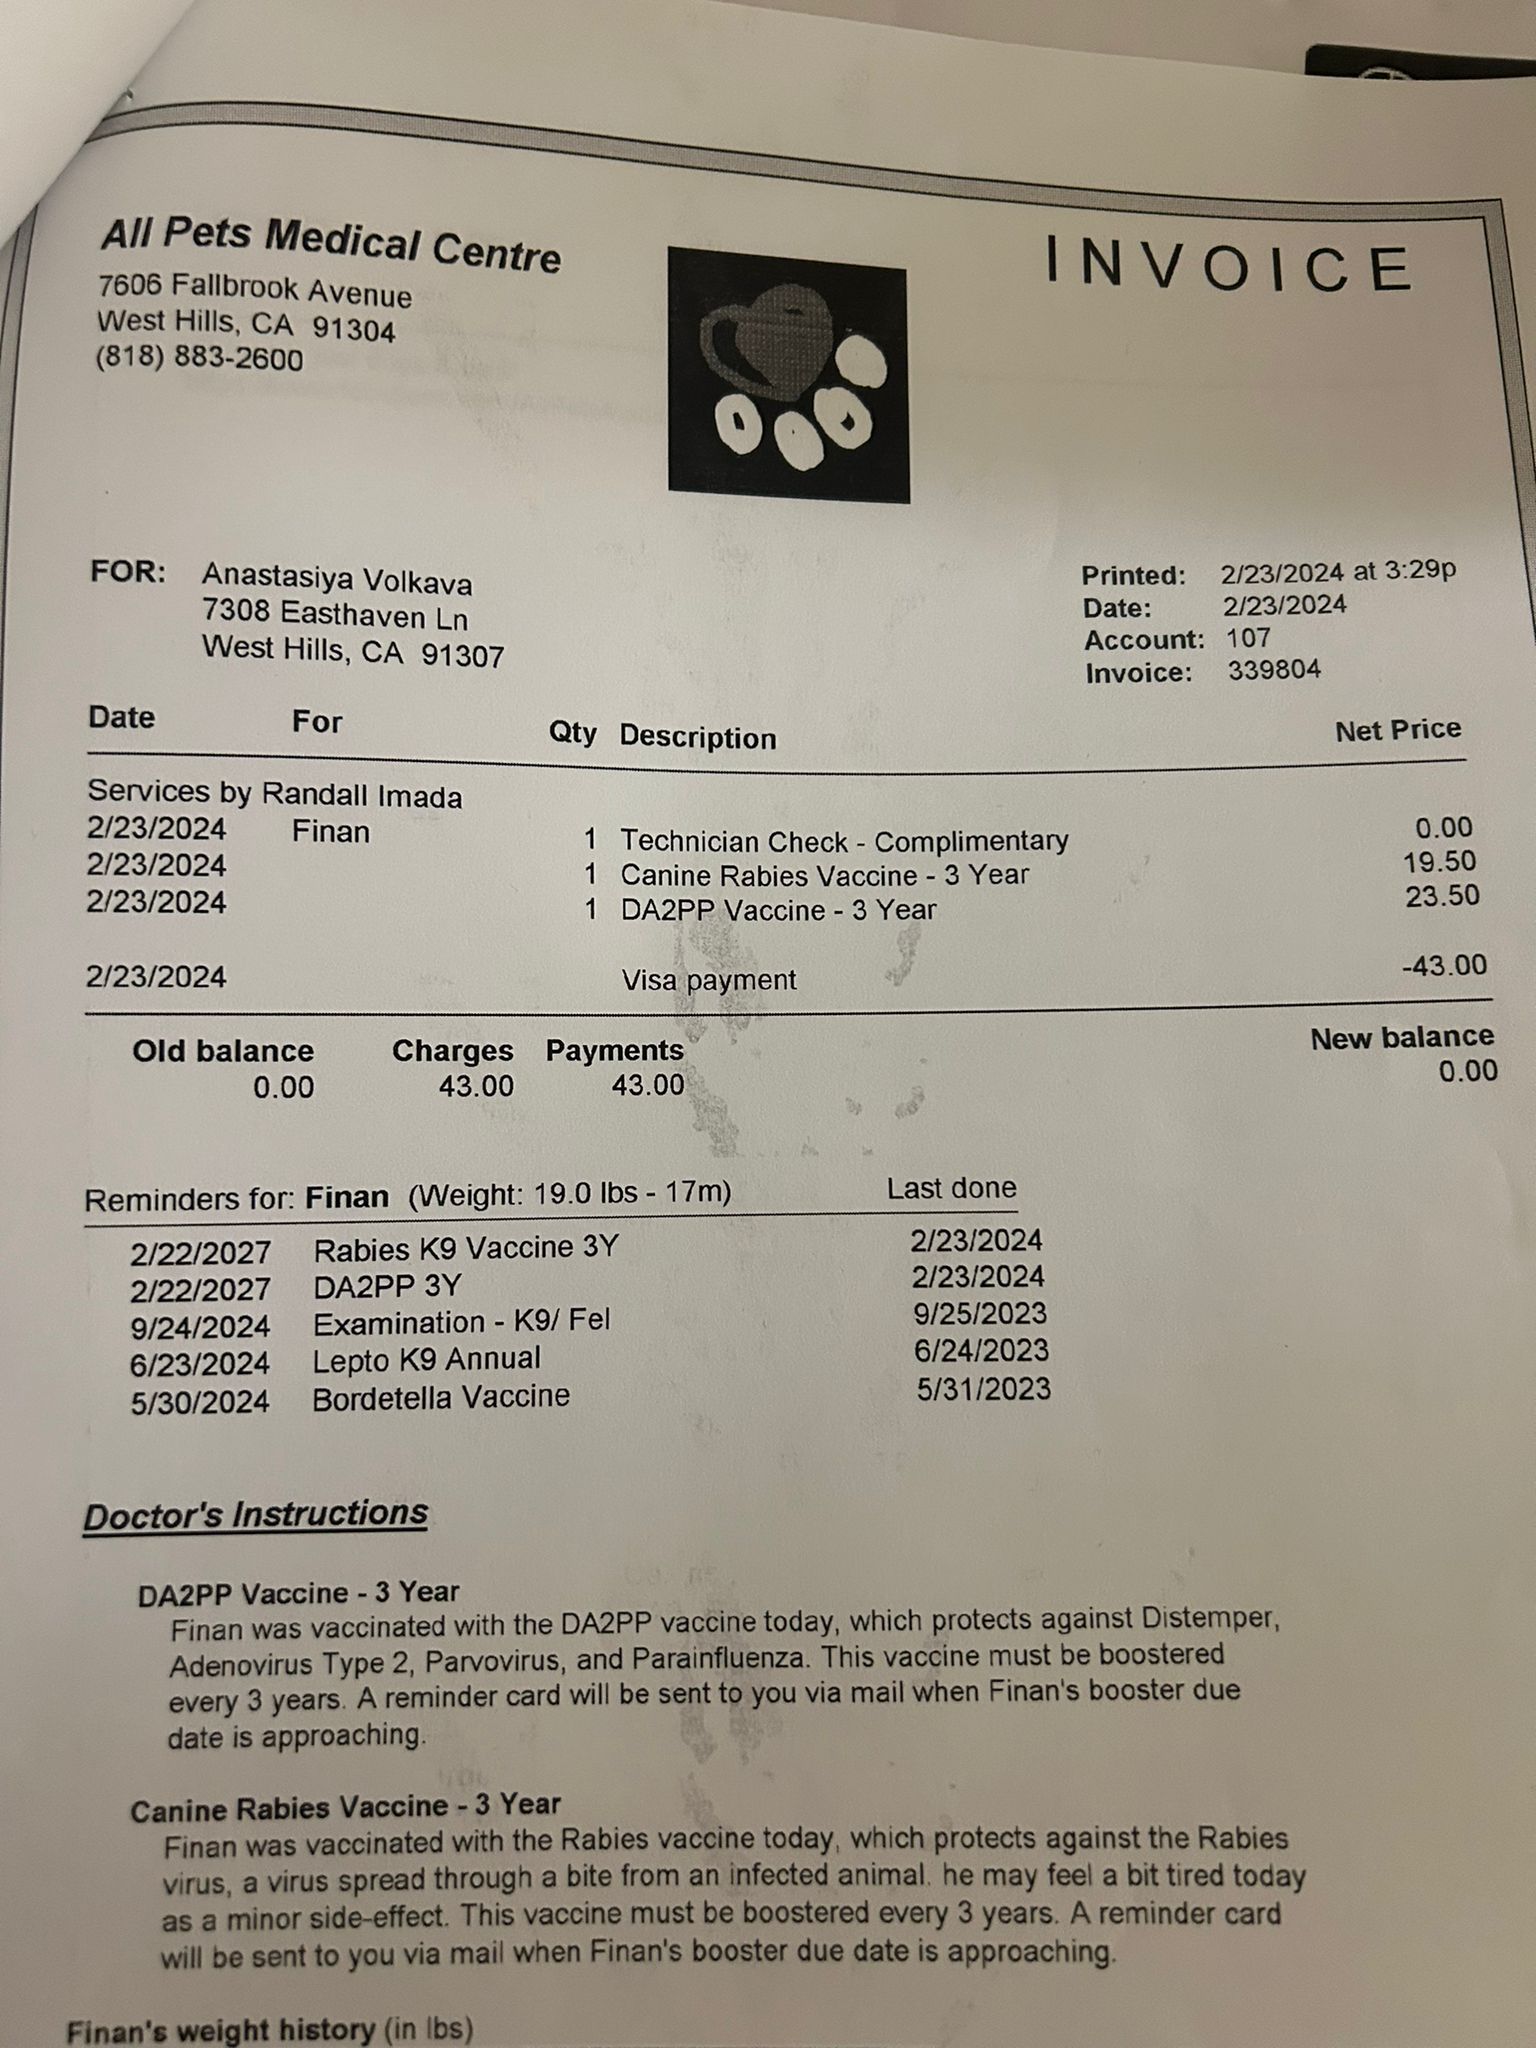 All Pets Medical Centre
7606 Fallbrook Avenue
West Hills, CA 91304
(818) 883-2600
INVOICE
FOR: Anastasiya Volkava
7308 Easthaven Ln
West Hills, CA 91307
Printed: 2/23/2024 at 3:29p
Date: 2/23/2024
Account: 107
Invoice: 339804
Date For Qty Description Net Price
Services by Randall Imada
2/23/2024 Finan 1 Technician Check - Complimentary 0.00
2/23/2024 1 Canine Rabies Vaccine - 3 Year 19.50
2/23/2024 1 DA2PP Vaccine - 3 Year 23.50
2/23/2024 Visa payment -43.00
Old balance Charges Payments New balance
0.00 43.00 43.00 0.00
Reminders for: Finan (Weight: 19.0 lbs - 17m) Last done
2/22/2027 Rabies K9 Vaccine 3Y 2/23/2024
2/22/2027 DA2PP 3Y 2/23/2024
9/24/2024 Examination - K9/ Fel 9/25/2023
6/23/2024 Lepto K9 Annual 6/24/2023
5/30/2024 Bordetella Vaccine 5/31/2023
Doctor's Instructions
DA2PP Vaccine - 3 Year
Finan was vaccinated with the DA2PP vaccine today, which protects against Distemper,
Adenovirus Type 2, Parvovirus, and Parainfluenza. This vaccine must be boostered
every 3 years. A reminder card will be sent to you via mail when Finan's booster due
date is approaching.
Canine Rabies Vaccine - 3 Year
Finan was vaccinated with the Rabies vaccine today, which protects against the Rabies
virus, a virus spread through a bite from an infected animal. he may feel a bit tired today
as a minor side-effect. This vaccine must be boostered every 3 years. A reminder card
will be sent to you via mail when Finan's booster due date is approaching.
Finan's weight history (in lbs)